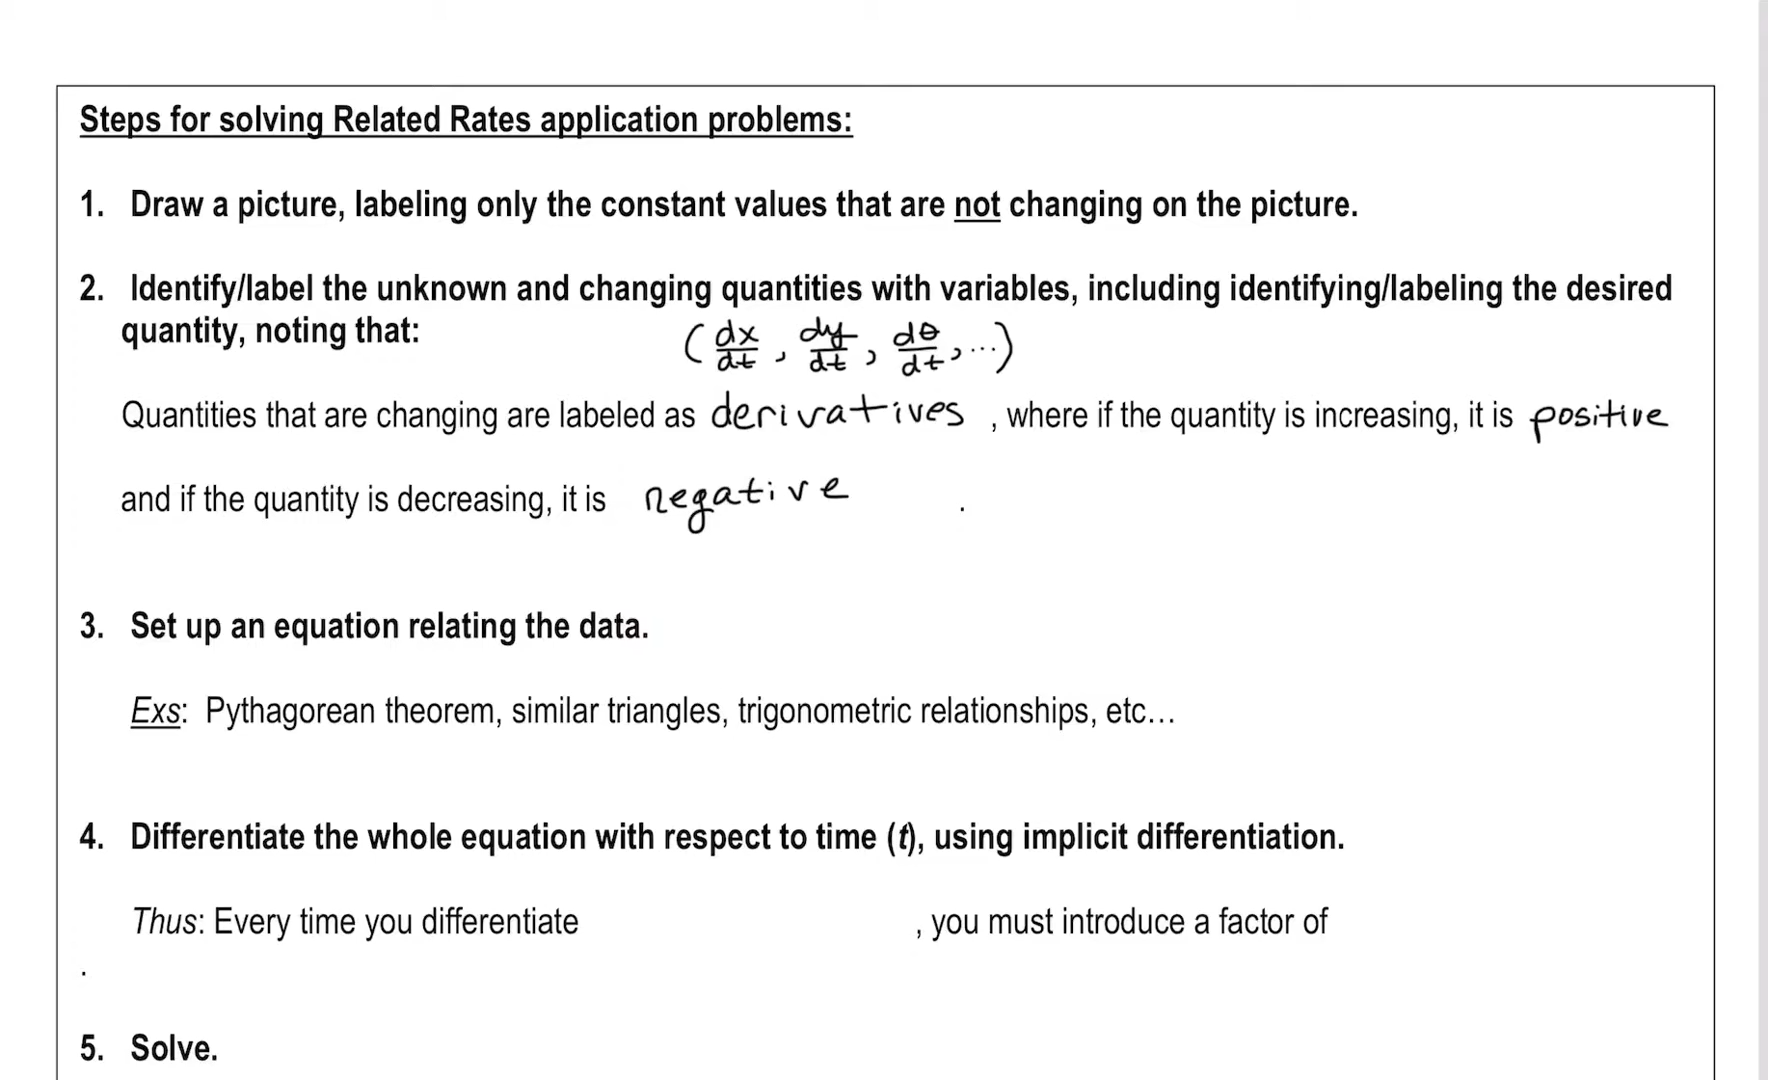 Steps for solving Related Rates application problems:
1. Draw a picture, labeling only the constant values that are not changing on the picture.
2. Identify/label the unknown and changing quantities with variables, including identifying/labeling the desired
quantity, noting that:
(dx/dt, dy/dt, dθ/dt, ...)
Quantities that are changing are labeled as derivatives , where if the quantity is increasing, it is positive
and if the quantity is decreasing, it is negative .
3. Set up an equation relating the data.
Exs: Pythagorean theorem, similar triangles, trigonometric relationships, etc…
4. Differentiate the whole equation with respect to time (t), using implicit differentiation.
Thus: Every time you differentiate , you must introduce a factor of
.
5. Solve.